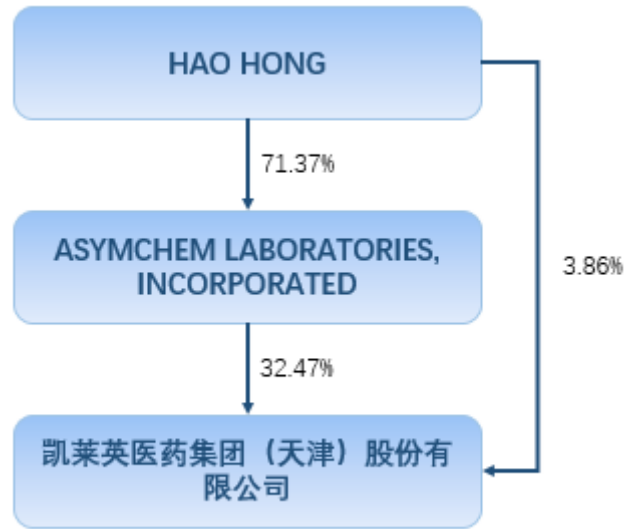 HAO HONG
71.37%
ASYMCHEM LABORATORIES,
INCORPORATED
3.86%
32.47%
凯莱英医药集团（天津）股份有
限公司